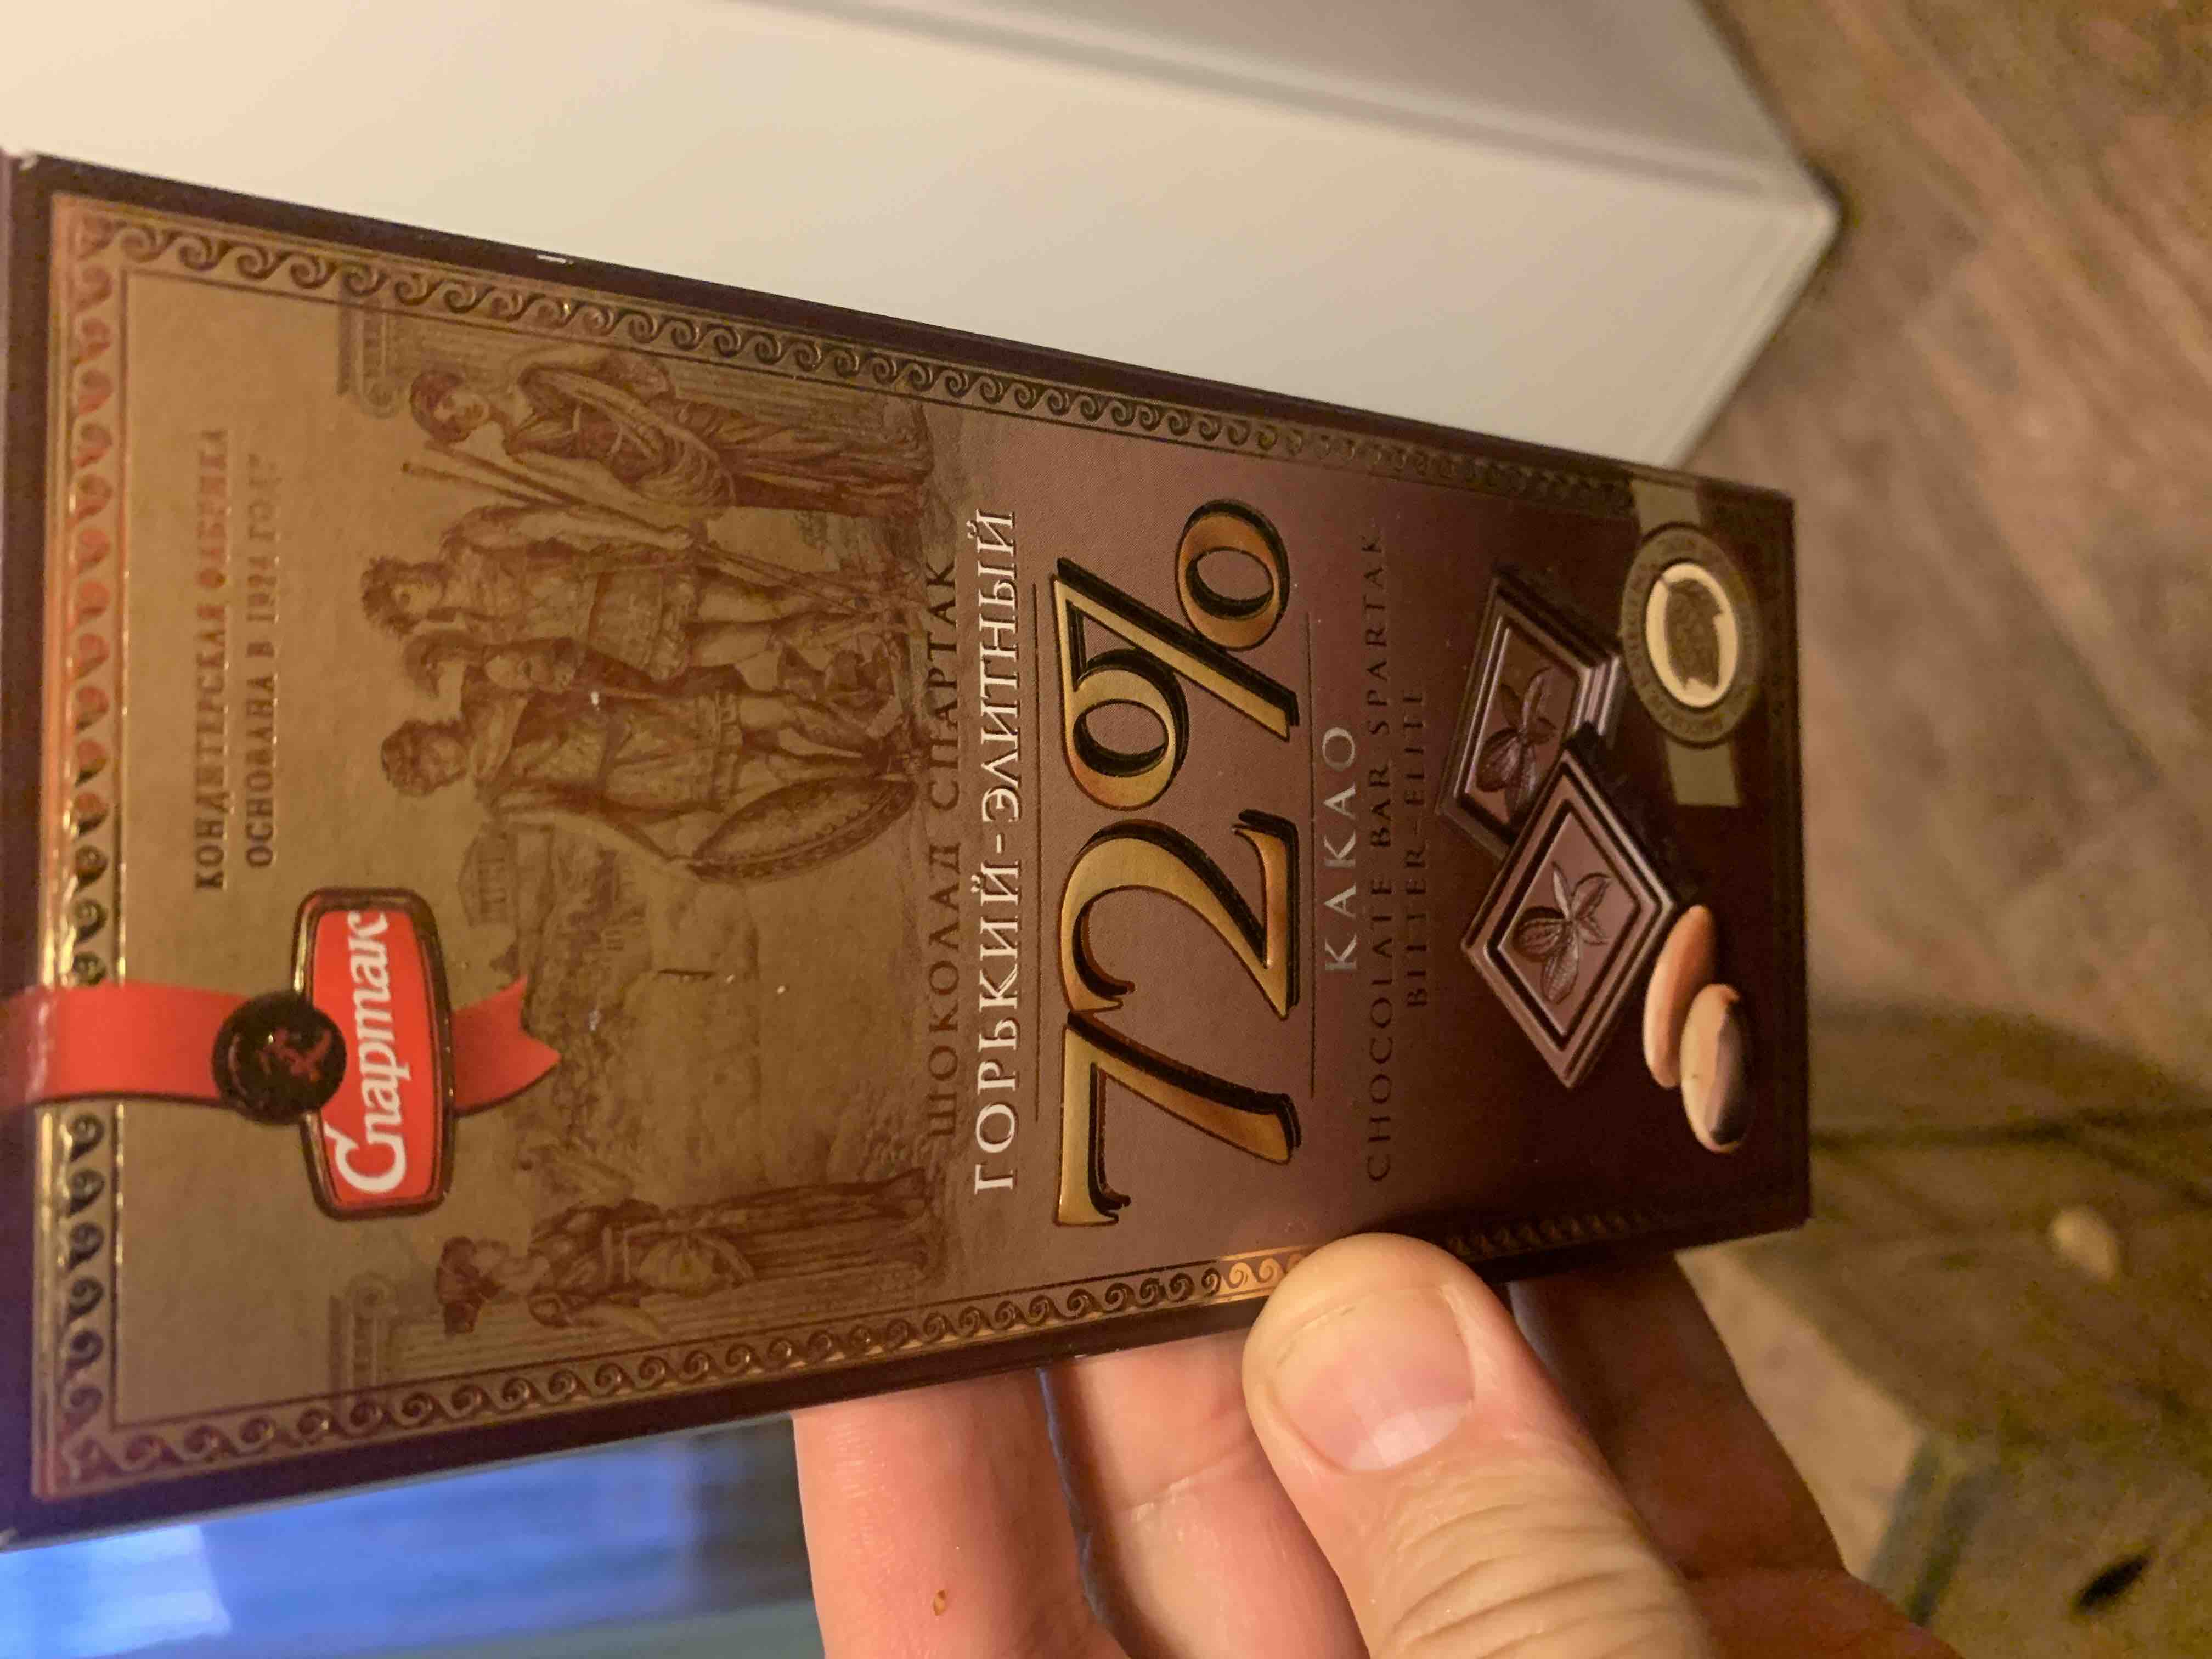 КОНДИТЕРСКАЯ ФАБРИКА
ОСНОВАНА В 1924 ГОДУ
Спартак
ШОКОЛАД СПАРТАК
ГОРЬКИЙ-ЭЛИТНЫЙ
72%
КАКАО
CHOCOLATE BAR SPARTAK
BITTER-ELITE